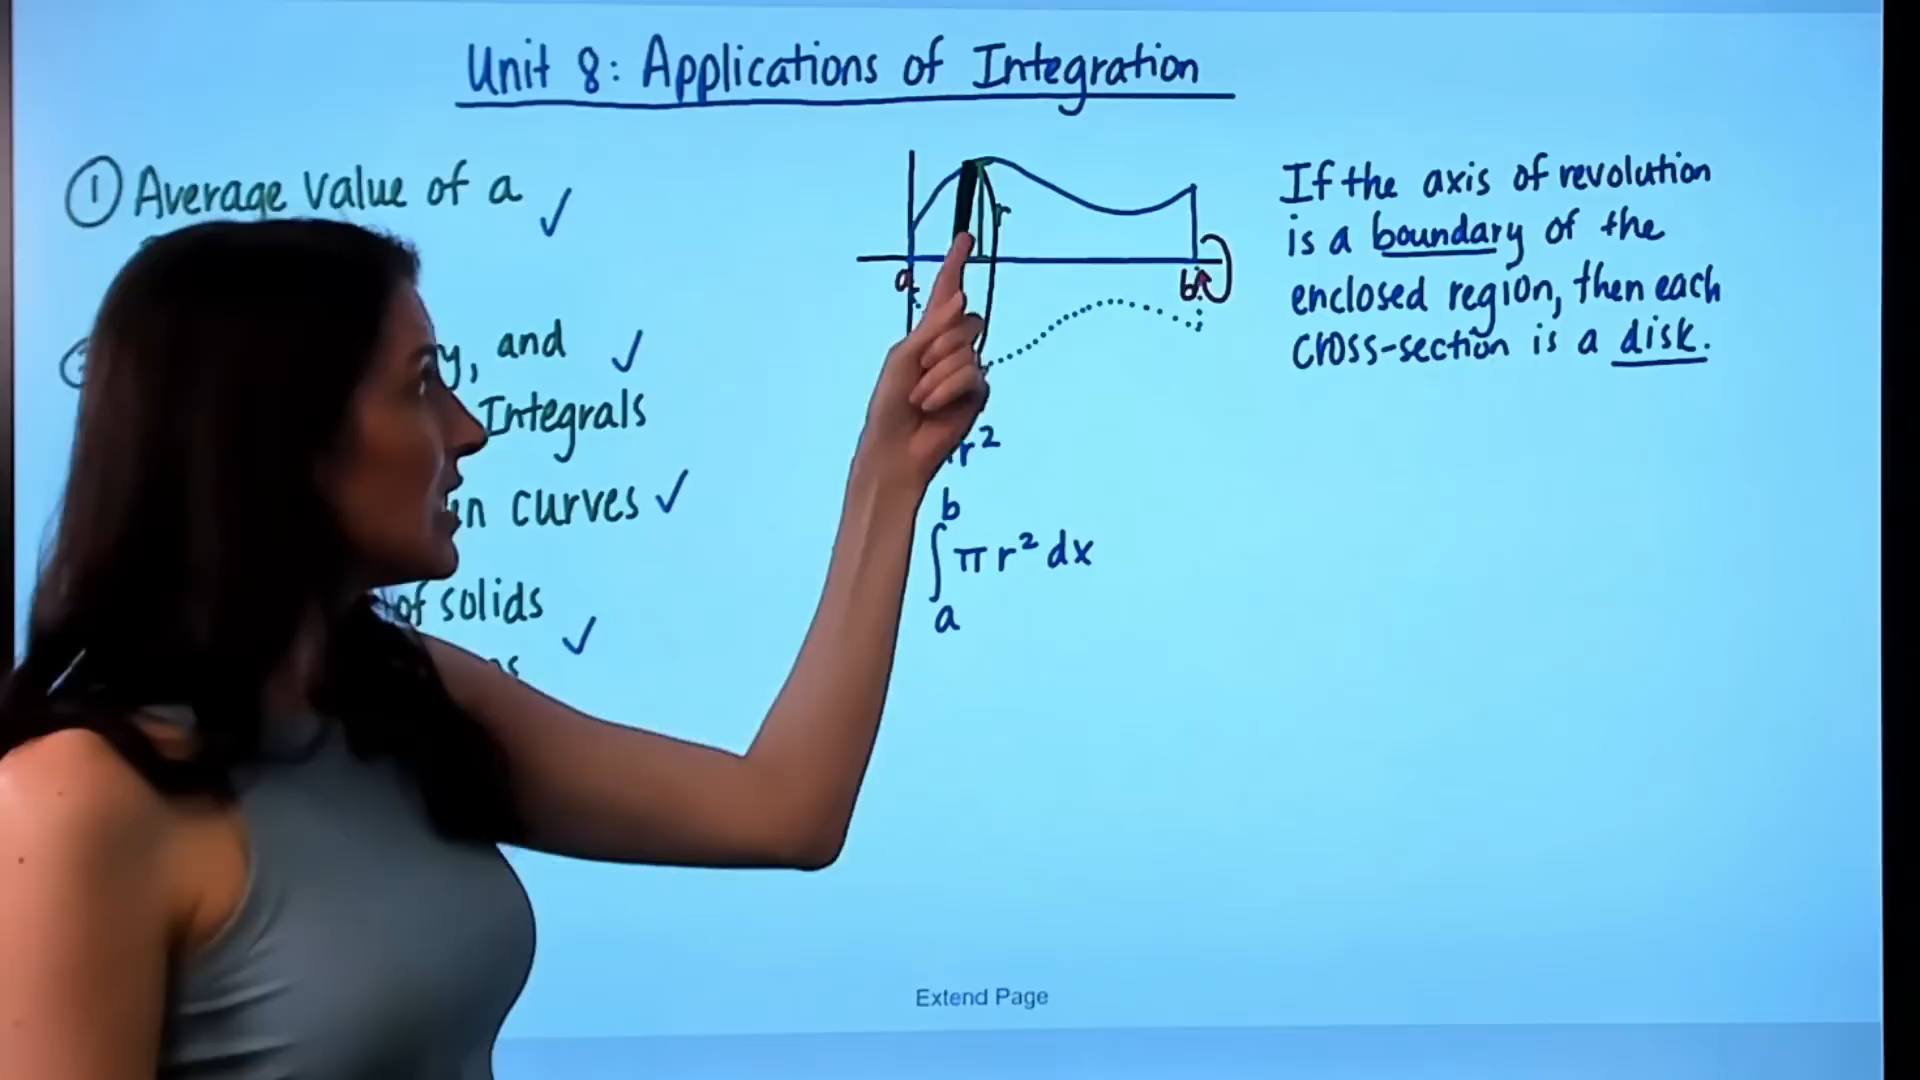 Unit 8: Applications of Integration
① Average Value of a ✓
y, and ✓
Integrals
n curves ✓
of solids
✓
r
a
b
r²
b
∫ π r² dx
a
If the axis of revolution
is a boundary of the
enclosed region, then each
cross-section is a disk.
Extend Page